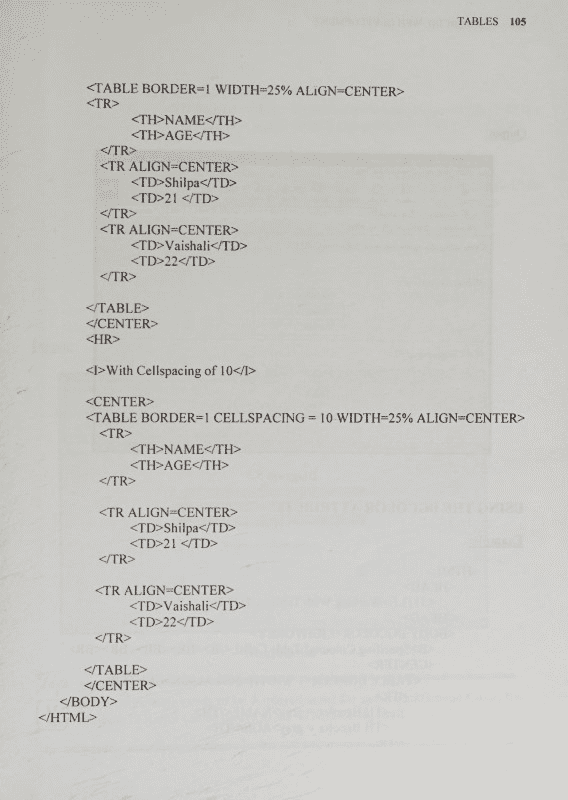 TABLES 105
<TABLE BORDER=1 WIDTH=25% ALiGN=CENTER>
<TR>
<TH>NAME</TH>
<TH>AGE</TH>
</TR>
<TR ALIGN=CENTER>
<TD>Shilpa</TD>
<TD>21 </TD>
</TR>
<TR ALIGN=CENTER>
<TD>Vaishali</TD>
<TD>22</TD>
</TR>
</TABLE>
</CENTER>
<HR>
<I>With Cellspacing of 10</I>
<CENTER>
<TABLE BORDER=1 CELLSPACING = 10 WIDTH=25% ALIGN=CENTER>
<TR>
<TH>NAME</TH>
<TH>AGE</TH>
</TR>
<TR ALIGN=CENTER>
<TD>Shilpa</TD>
<TD>21 </TD>
</TR>
<TR ALIGN=CENTER>
<TD>Vaishali</TD>
<TD>22</TD>
</TR>
</TABLE>
</CENTER>
</BODY>
</HTML>